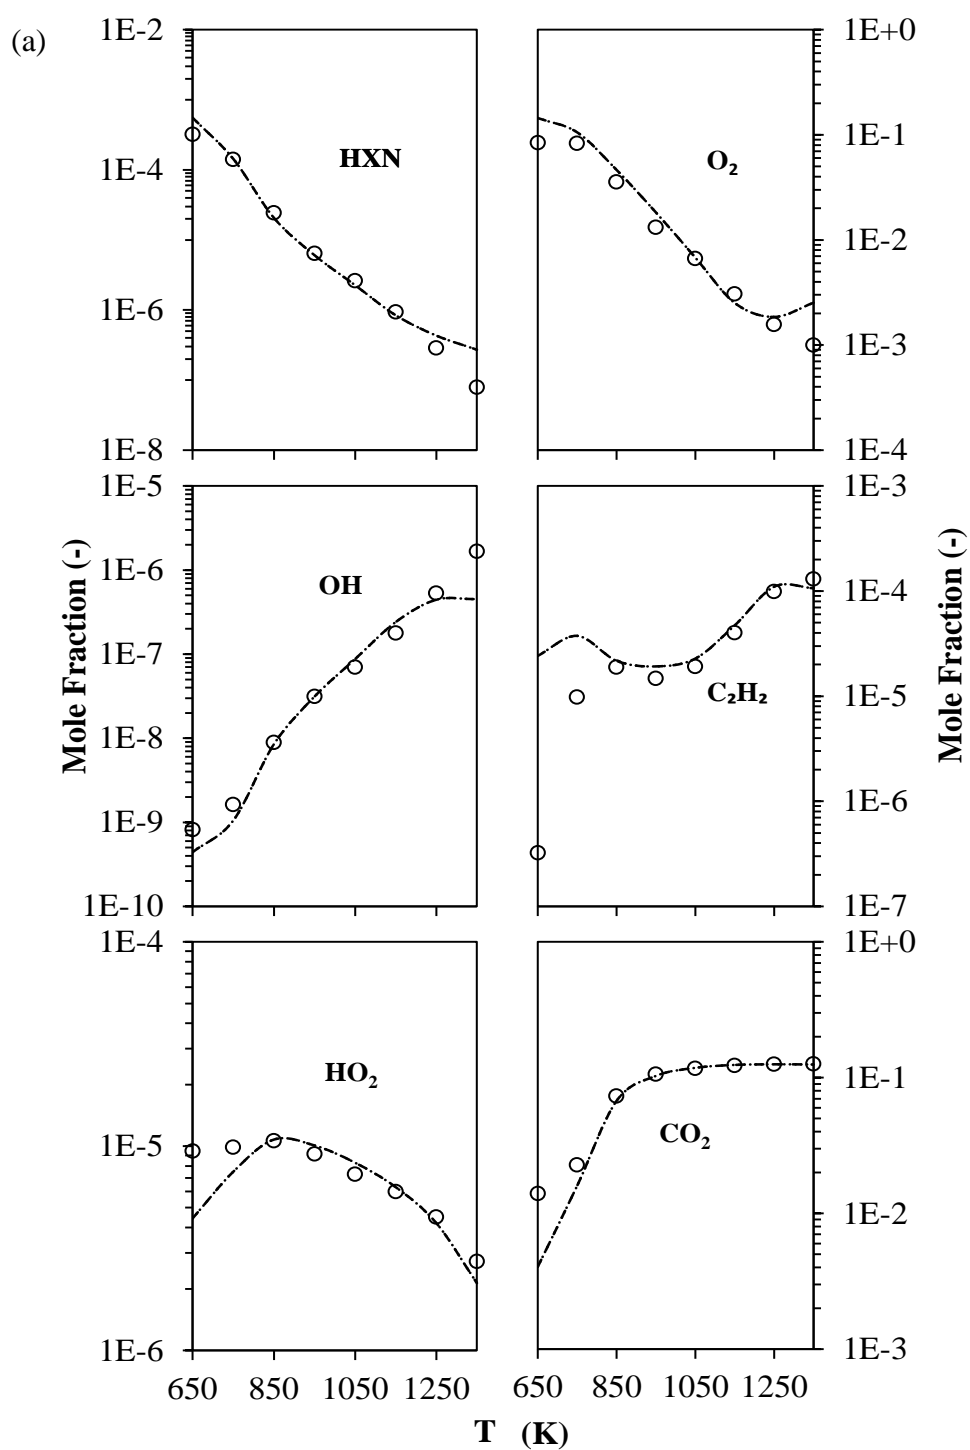 (a)
1E-2
1E-4
1E-6
1E-8
HXN
1E+0
1E-1
1E-2
1E-3
1E-4
O₂
1E-5
1E-6
1E-7
1E-8
1E-9
1E-10
OH
Mole Fraction (-)
1E-3
1E-4
1E-5
1E-6
1E-7
C₂H₂
Mole Fraction (-)
1E-4
1E-5
1E-6
HO₂
1E+0
1E-1
1E-2
1E-3
CO₂
650 850 1050 1250
650 850 1050 1250
T (K)